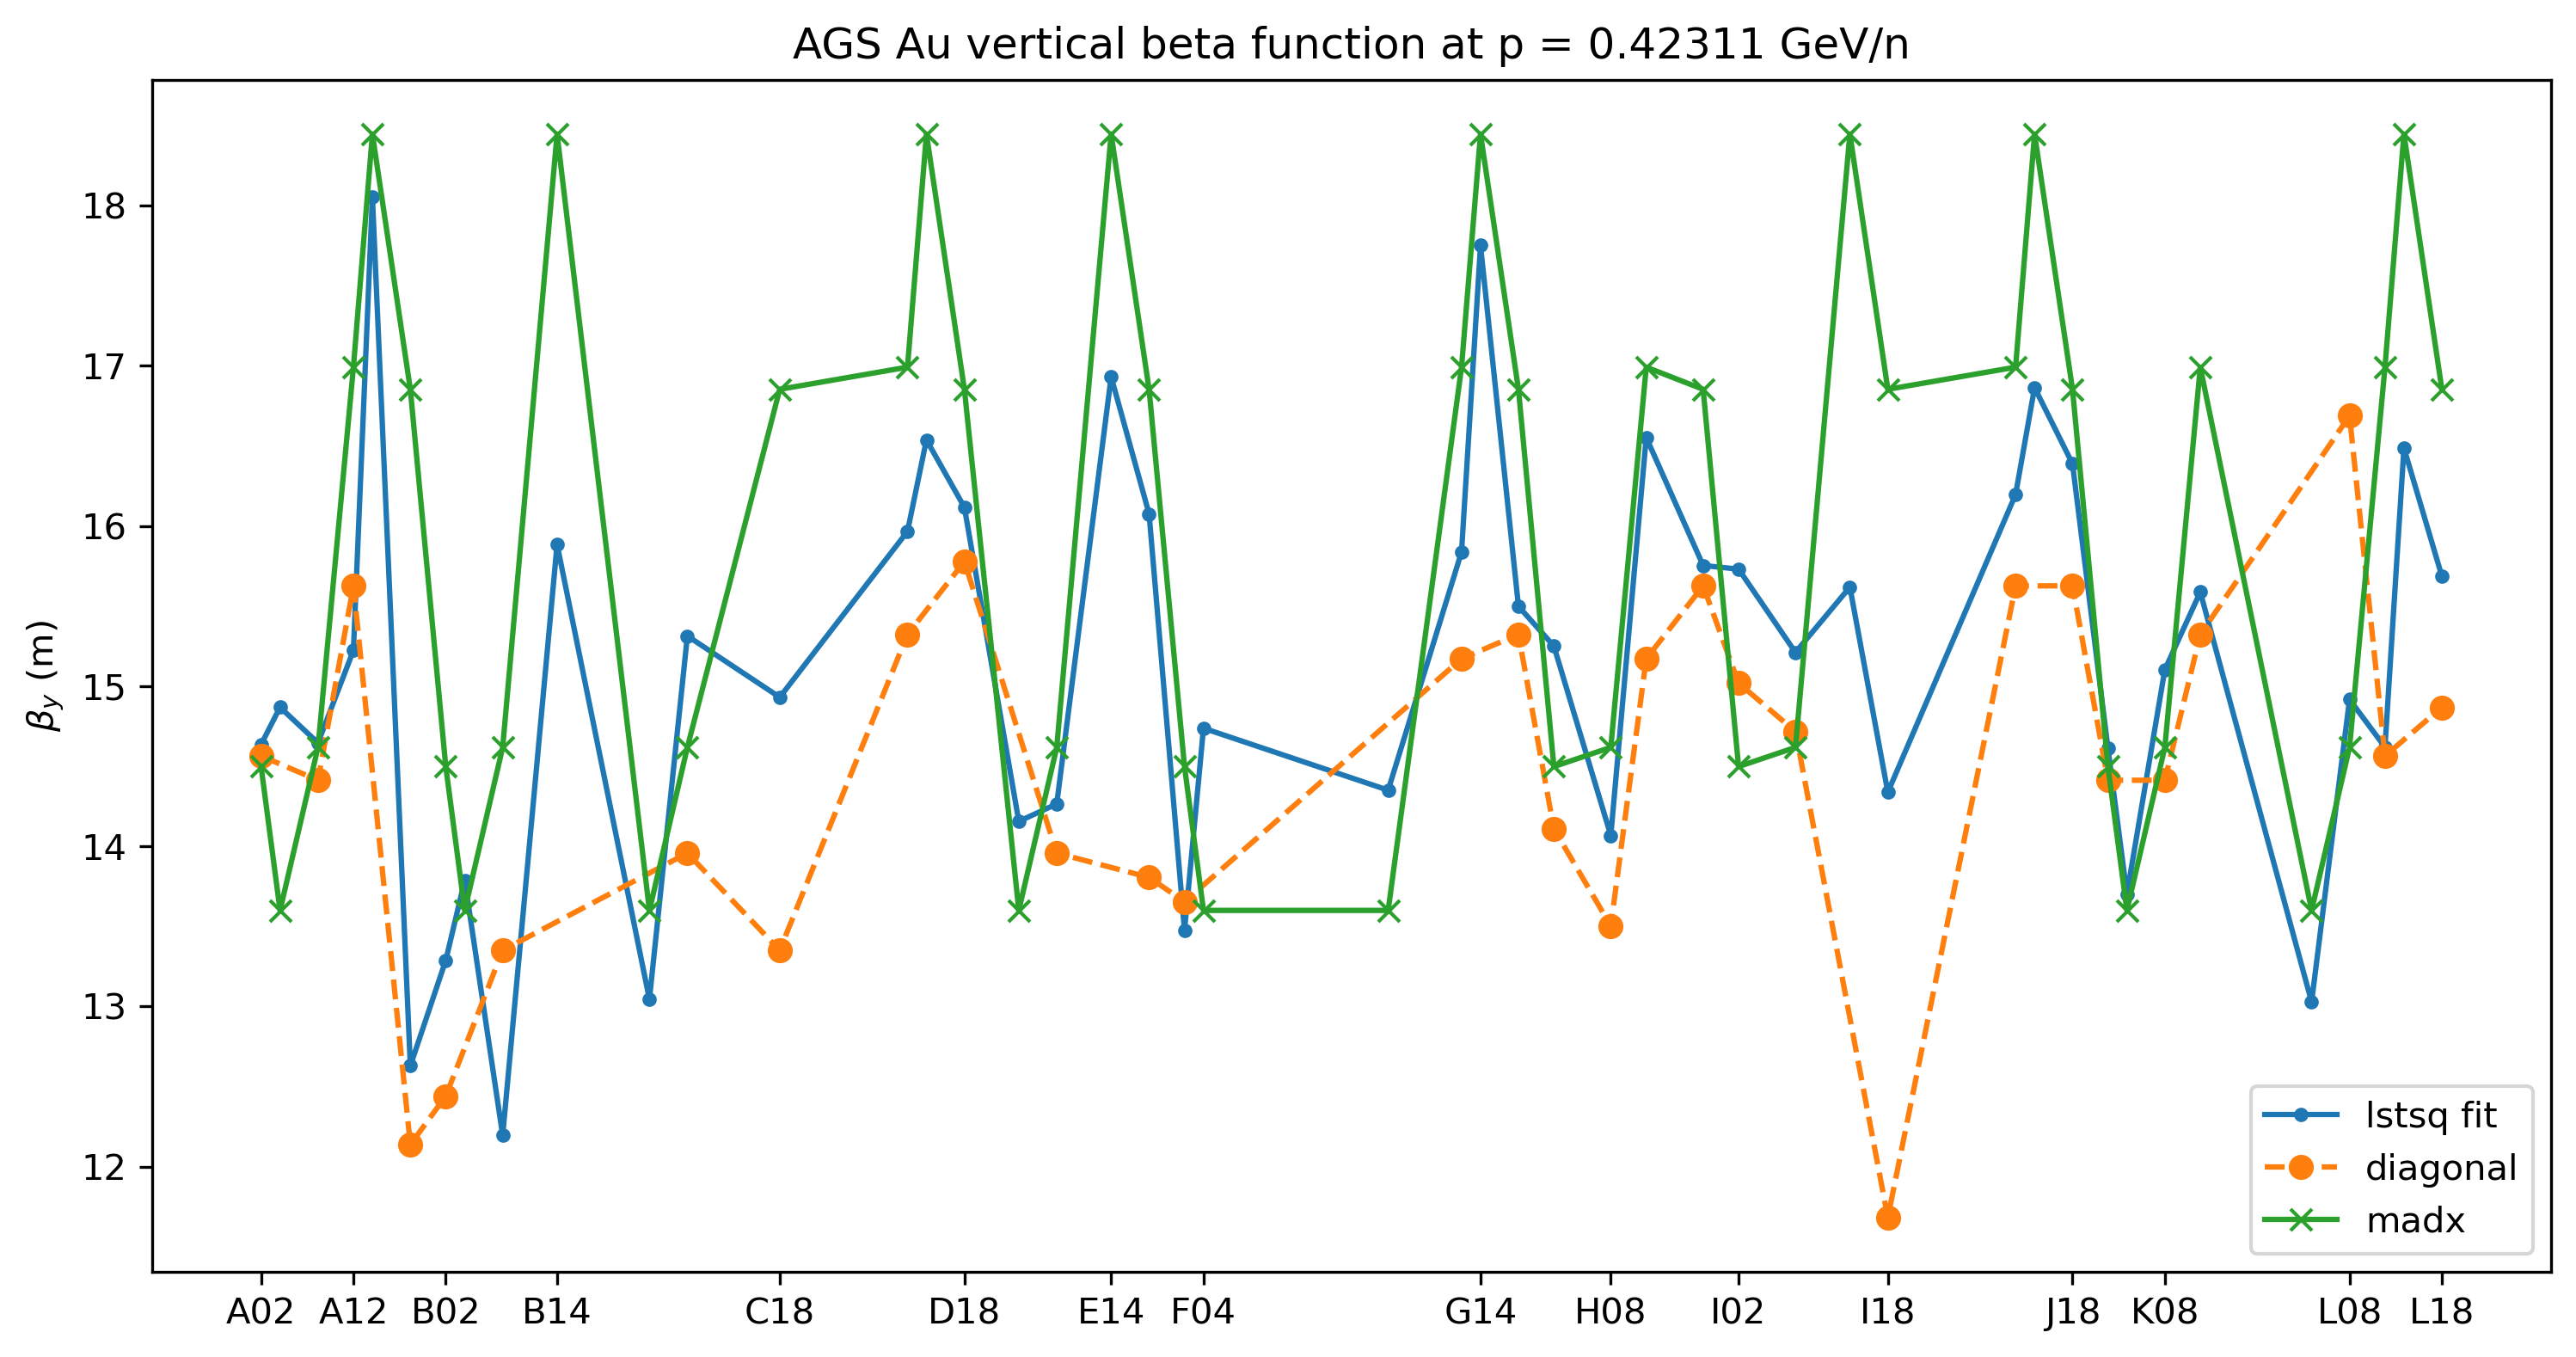 AGS Au vertical beta function at p = 0.42311 GeV/n
βy (m)
18
17
16
15
14
13
12
A02 A12 B02 B14 C18 D18 E14 F04 G14 H08 I02 I18 J18 K08 L08 L18
lstsq fit
diagonal
madx